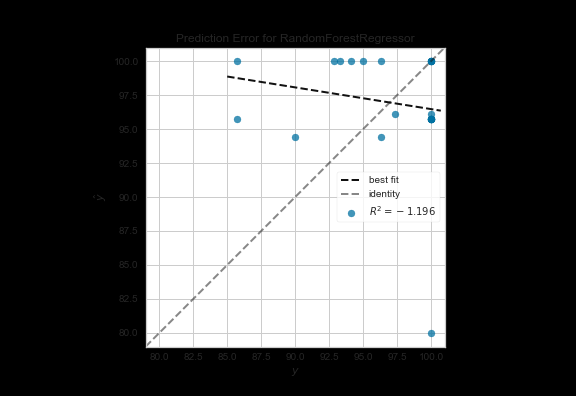 Prediction Error for RandomForestRegressor
100.0
97.5
95.0
92.5
90.0
87.5
85.0
82.5
80.0
ŷ
best fit
identity
R² = −1.196
80.0 82.5 85.0 87.5 90.0 92.5 95.0 97.5 100.0
y